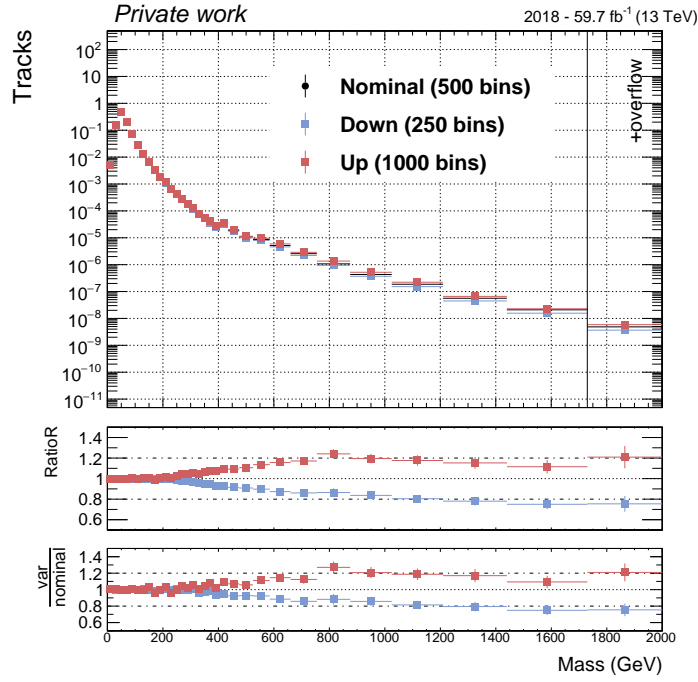 Private work
2018 - 59.7 fb⁻¹ (13 TeV)
Tracks
10²
10
1
10⁻¹
10⁻²
10⁻³
10⁻⁴
10⁻⁵
10⁻⁶
10⁻⁷
10⁻⁸
10⁻⁹
10⁻¹⁰
10⁻¹¹
Nominal (500 bins)
Down (250 bins)
Up (1000 bins)
+overflow
RatioR
1.4
1.2
1
0.8
0.6
var
nominal
1.4
1.2
1.0
0.8
0.6
0 200 400 600 800 1000 1200 1400 1600 1800 2000
Mass (GeV)